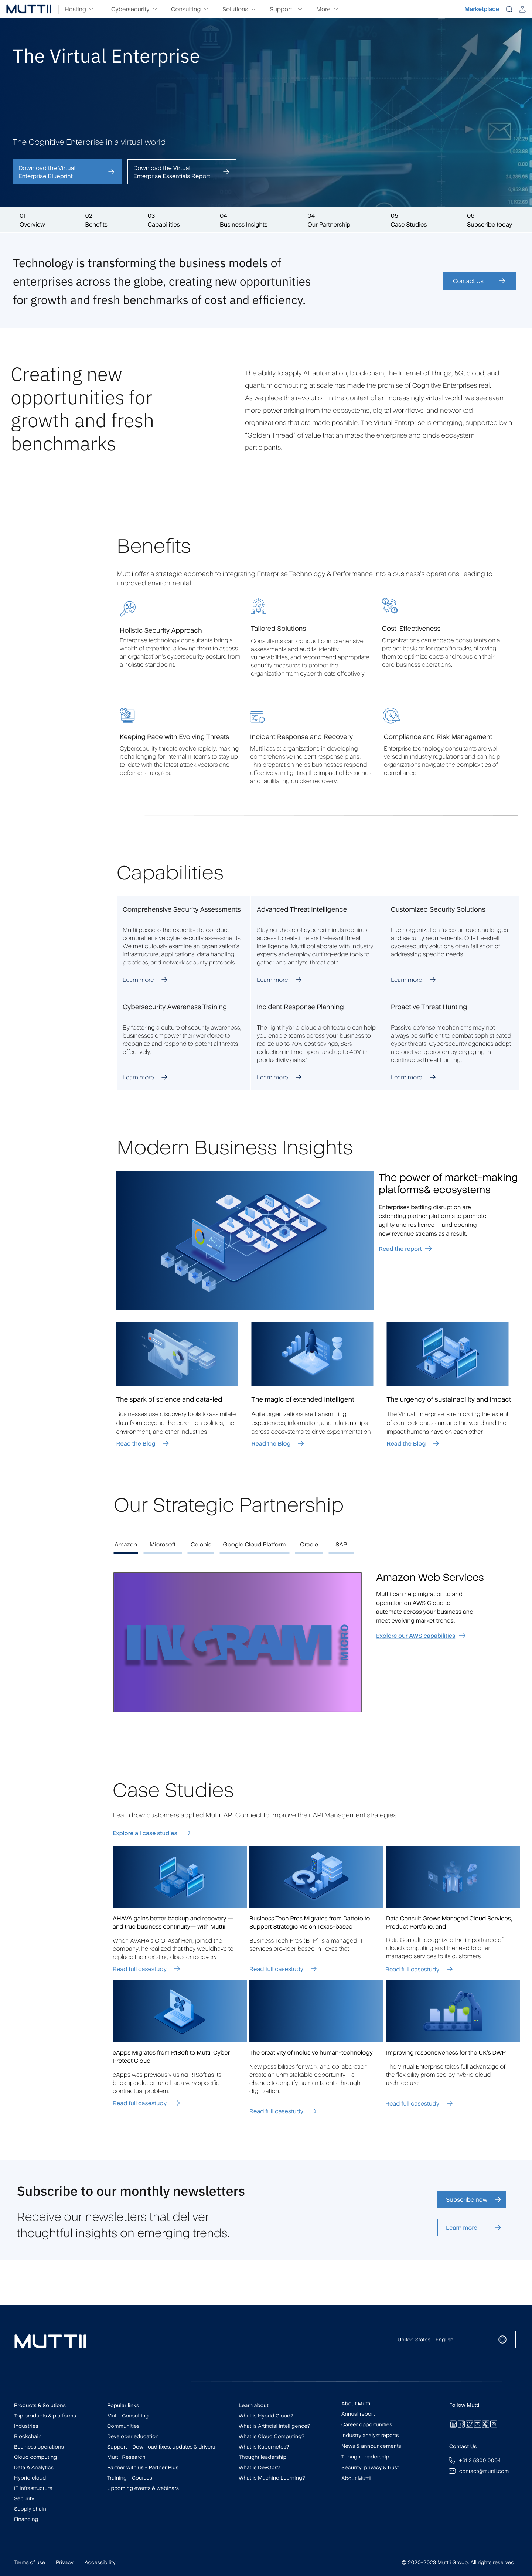 MUTTII
Hosting
Cybersecurity
Consulting
Solutions
Support
More
Marketplace
The Virtual Enterprise
The Cognitive Enterprise in a virtual world
Download the Virtual
Enterprise Blueprint
Download the Virtual
Enterprise Essentials Report
01
Overview
02
Benefits
03
Capabilities
04
Business Insights
04
Our Partnership
05
Case Studies
06
Subscribe today
Technology is transforming the business models of
enterprises across the globe, creating new opportunities
for growth and fresh benchmarks of cost and efficiency.
Contact Us
Creating new
opportunities for
growth and fresh
benchmarks
The ability to apply AI, automation, blockchain, the Internet of Things, 5G, cloud, and
quantum computing at scale has made the promise of Cognitive Enterprises real.
As we place this revolution in the context of an increasingly virtual world, we see even
more power arising from the ecosystems, digital workflows, and networked
organizations that are made possible. The Virtual Enterprise is emerging, supported by a
"Golden Thread" of value that animates the enterprise and binds ecosystem
participants.
Benefits
Muttii offer a strategic approach to integrating Enterprise Technology & Performance into a business's operations, leading to
improved environmental
Holistic Security Approach
Enterprise technology consultants bring a
wealth of expertise, allowing them to assess
an organization's cybersecurity posture from
a holistic standpoint.
Tailored Solutions
Consultants can conduct comprehensive
assessments and audits, identify
vulnerabilities, and recommend appropriate
security measures to protect the
organization from cyber threats effectively.
Cost-Effectiveness
Organizations can engage consultants on a
project basis or for specific tasks, allowing
them to optimize costs and focus on their
core business operations.
Keeping Pace with Evolving Threats
Cybersecurity threats evolve rapidly, making
it challenging for internal IT teams to stay up-
to-date with the latest attack vectors and
defense strategies.
Incident Response and Recovery
Muttii assist organizations in developing
comprehensive incident response plans.
This preparation helps businesses respond
effectively, mitigating the impact of breaches
and facilitating quicker recovery.
Compliance and Risk Management
Enterprise technology consultants are well-
versed in industry regulations and can help
organizations navigate the complexities of
compliance.
Capabilities
Comprehensive Security Assessments
Muttii possess the expertise to conduct
comprehensive cybersecurity assessments.
We meticulously examine an organization's
infrastructure, applications, data handling
practices, and network security protocols.
Learn more
Advanced Threat Intelligence
Staying ahead of cybercriminals requires
access to real-time and relevant threat
intelligence. Muttii collaborate with industry
experts and employ cutting-edge tools to
gather and analyze threat data.
Learn more
Customized Security Solutions
Each organization faces unique challenges
and security requirements. Off-the-shelf
cybersecurity solutions often fall short of
addressing specific needs.
Learn more
Cybersecurity Awareness Training
By fostering a culture of security awareness,
businesses empower their workforce to
recognize and respond to potential threats
effectively.
Learn more
Incident Response Planning
The right hybrid cloud architecture can help
you enable teams across your business to
realize up to 70% cost savings, 88%
reduction in time-spent and up to 40% in
productivity gains.
Learn more
Proactive Threat Hunting
Passive defense mechanisms may not
always be sufficient to combat sophisticated
cyber threats. Cybersecurity agencies adopt
a proactive approach by engaging in
continuous threat hunting.
Learn more
Modern Business Insights
The power of market-making
platforms& ecosystems
Enterprises battling disruption are
extending partner platforms to promote
agility and resilience —and opening
new revenue streams as a result.
Read the report
The spark of science and data-led
Businesses use discovery tools to assimilate
data from beyond the core—on politics, the
environment, and other industries
Read the Blog
The magic of extended intelligent
Agile organizations are transmitting
experiences, information, and relationships
across ecosystems to drive experimentation
Read the Blog
The urgency of sustainability and impact
The Virtual Enterprise is reinforcing the extent
of connectedness around the world and the
impact humans have on each other
Read the Blog
Our Strategic Partnership
Amazon
Microsoft
Celonis
Google Cloud Platform
Oracle
SAP
INGRAM
MICRO
Amazon Web Services
Muttii can help migration to and
operation on AWS Cloud to
automate across your business and
meet evolving market trends.
Explore our AWS capabilities
Case Studies
Learn how customers applied Muttii API Connect to improve their API Management strategies
Explore all case studies
AHAVA gains better backup and recovery —
and true business continuity— with Muttii
When AVAHA's CIO, Asaf Heri, joined the
company, he realized that they wouldhave to
replace their existing disaster recovery
Read full casestudy
Business Tech Pros Migrates from Dattoto to
Support Strategic Vision Texas-based
Business Tech Pros (BTP) is a managed IT
services provider based in Texas that
Read full casestudy
Data Consult Grows Managed Cloud Services,
Product Portfolio, and
Data Consult recognized the importance of
cloud computing and theneed to offer
managed services to its customers
Read full casestudy
eApps Migrates from R1Soft to Muttii Cyber
Protect Cloud
eApps was previously using R1Soft as its
backup solution and hada very specific
contractual problem.
Read full casestudy
The creativity of inclusive human-technology
New possibilities for work and collaboration
create an unmistakable opportunity—a
chance to amplify human talents through
digitization.
Read full casestudy
Improving responsiveness for the UK's DWP
The Virtual Enterprise takes full advantage of
the flexibility promised by hybrid cloud
architecture
Read full casestudy
Subscribe to our monthly newsletters
Receive our newsletters that deliver
thoughtful insights on emerging trends.
Subscribe now
Learn more
MUTTII
United States - English
Products & Solutions
Top products & platforms
Industries
Blockchain
Business operations
Cloud computing
Data & Analytics
Hybrid cloud
IT infrastructure
Security
Supply chain
Financing
Popular links
Muttii Consulting
Communities
Developer education
Support - Download fixes, updates & drivers
Muttii Research
Partner with us - Partner Plus
Training - Courses
Upcoming events & webinars
Learn about
What is Hybrid Cloud?
What is Artificial intelligence?
What is Cloud Computing?
What is Kubernetes?
Thought leadership
What is DevOps?
What is Machine Learning?
About Muttii
Annual report
Career opportunities
Industry analyst reports
News & announcements
Thought leadership
Security, privacy & trust
About Muttii
Follow Muttii
Contact Us
+61 2 5300 0004
contact@muttii.com
Terms of use
Privacy
Accessibility
© 2020-2023 Muttii Group. All rights reserved.